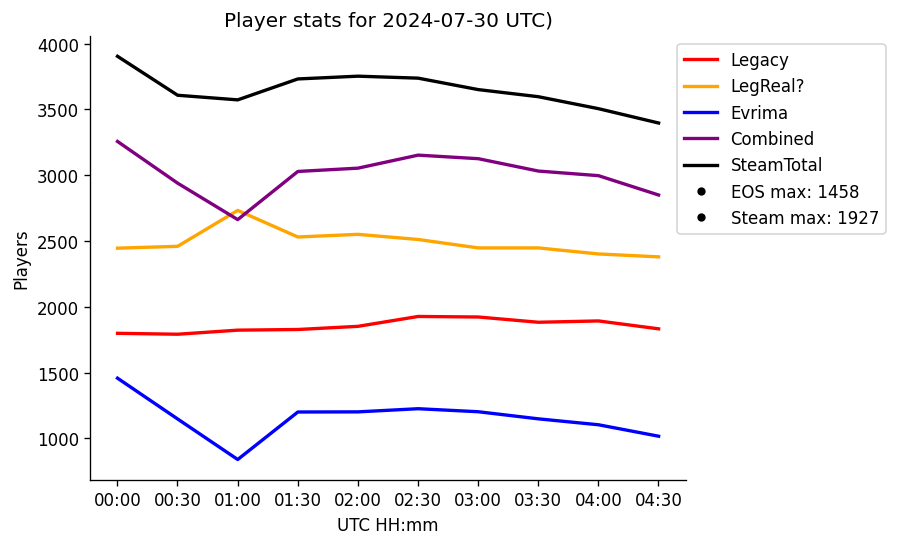 Player stats for 2024-07-30 UTC)
4000
3500
3000
2500
2000
1500
1000
Players
00:00 00:30 01:00 01:30 02:00 02:30 03:00 03:30 04:00 04:30
UTC HH:mm
Legacy
LegReal?
Evrima
Combined
SteamTotal
EOS max: 1458
Steam max: 1927